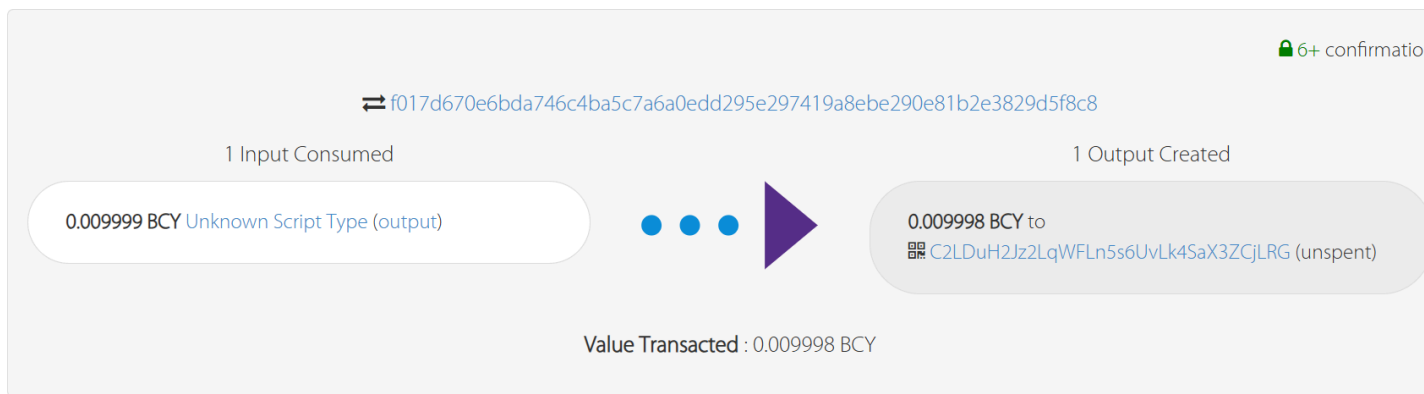 6+ confirmatio
f017d670e6bda746c4ba5c7a6a0edd295e297419a8ebe290e81b2e3829d5f8c8
1 Input Consumed
1 Output Created
0.009999 BCY Unknown Script Type (output)
0.009998 BCY to
C2LDuH2Jz2LqWFLn5s6UvLk4SaX3ZCjLRG (unspent)
Value Transacted : 0.009998 BCY